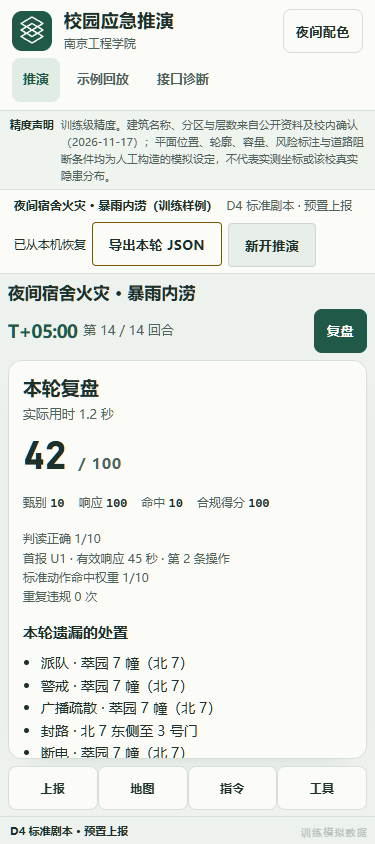 校园应急推演
南京工程学院
夜间配色
推演 示例回放 接口诊断
精度声明 训练级精度。建筑名称、分区与层数来自公开资料及校内确认
（2026-11-17）；平面位置、轮廓、容量、风险标注与道路阻
断条件均为人工构造的模拟设定，不代表实测坐标或该校真实
隐患分布。
夜间宿舍火灾·暴雨内涝（训练样例） D4 标准剧本·预置上报
已从本机恢复 导出本轮 JSON 新开推演
夜间宿舍火灾·暴雨内涝
T+05:00 第 14 / 14 回合
复盘
本轮复盘
实际用时 1.2 秒
42 / 100
甄别 10 响应 100 命中 10 合规得分 100
判读正确 1/10
首报 U1·有效响应 45 秒·第 2 条操作
标准动作命中权重 1/10
重复违规 0 次
本轮遗漏的处置
• 派队·萃园 7 幢（北 7）
• 警戒·萃园 7 幢（北 7）
• 广播疏散·萃园 7 幢（北 7）
• 封路·北 7 东侧至 3 号门
• 断电·萃园 7 幢（北 7）
上报 地图 指令 工具
D4 标准剧本·预置上报 训练模拟数据